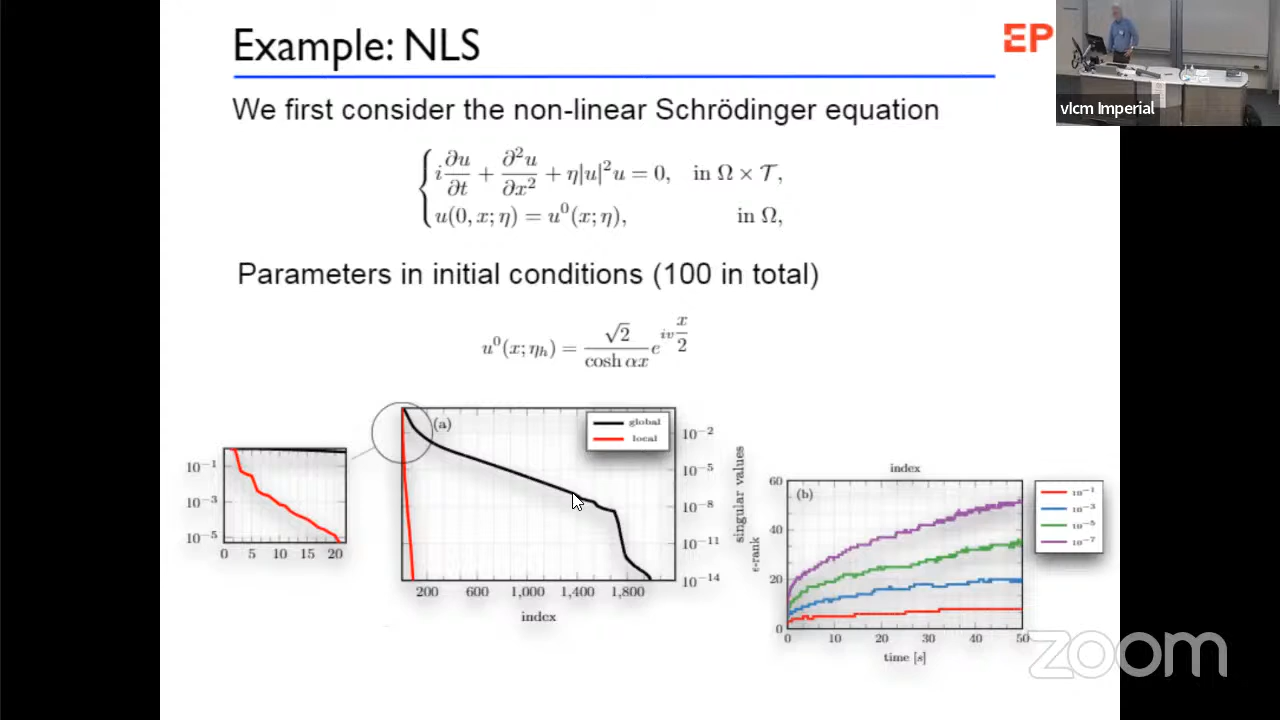 Example: NLS
EP
vlcm Imperial
We first consider the non-linear Schrödinger equation
i ∂u/∂t + ∂²u/∂x² + η|u|²u = 0, in Ω × 𝒯,
u(0, x; η) = u⁰(x; η), in Ω,
Parameters in initial conditions (100 in total)
u⁰(x; η_h) = √2/cosh αx e^{iv x/2}
10⁻¹
10⁻³
10⁻⁵
0 5 10 15 20
(a)
global
local
10⁻²
10⁻⁵
10⁻⁸
10⁻¹¹
10⁻¹⁴
200 600 1,000 1,400 1,800
index
singular values
index
ϵ-rank
(b)
60
40
20
0
0 10 20 30 40 50
time [s]
10⁻¹
10⁻³
10⁻⁵
10⁻⁷
zoom